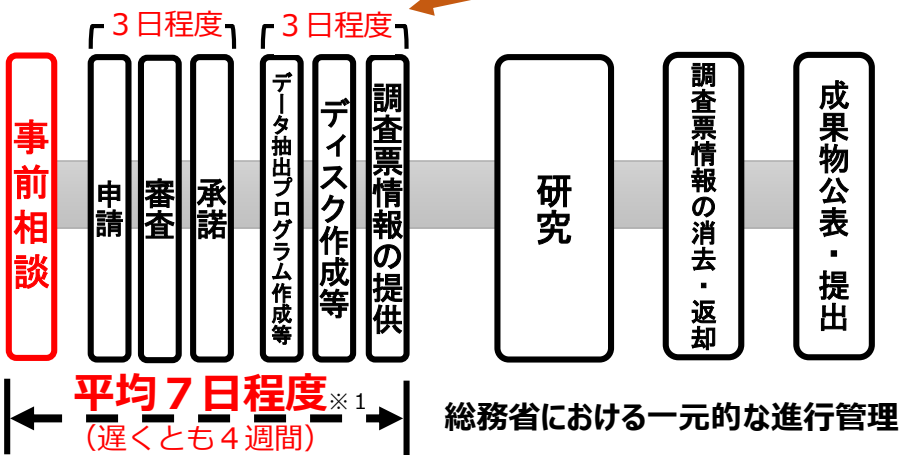 ３日程度
３日程度
事前相談
申請
審査
承諾
データ抽出プログラム作成等
ディスク作成等
調査票情報の提供
研究
調査票情報の消去・返却
成果物公表・提出
平均７日程度※１
（遅くとも４週間）
総務省における一元的な進行管理